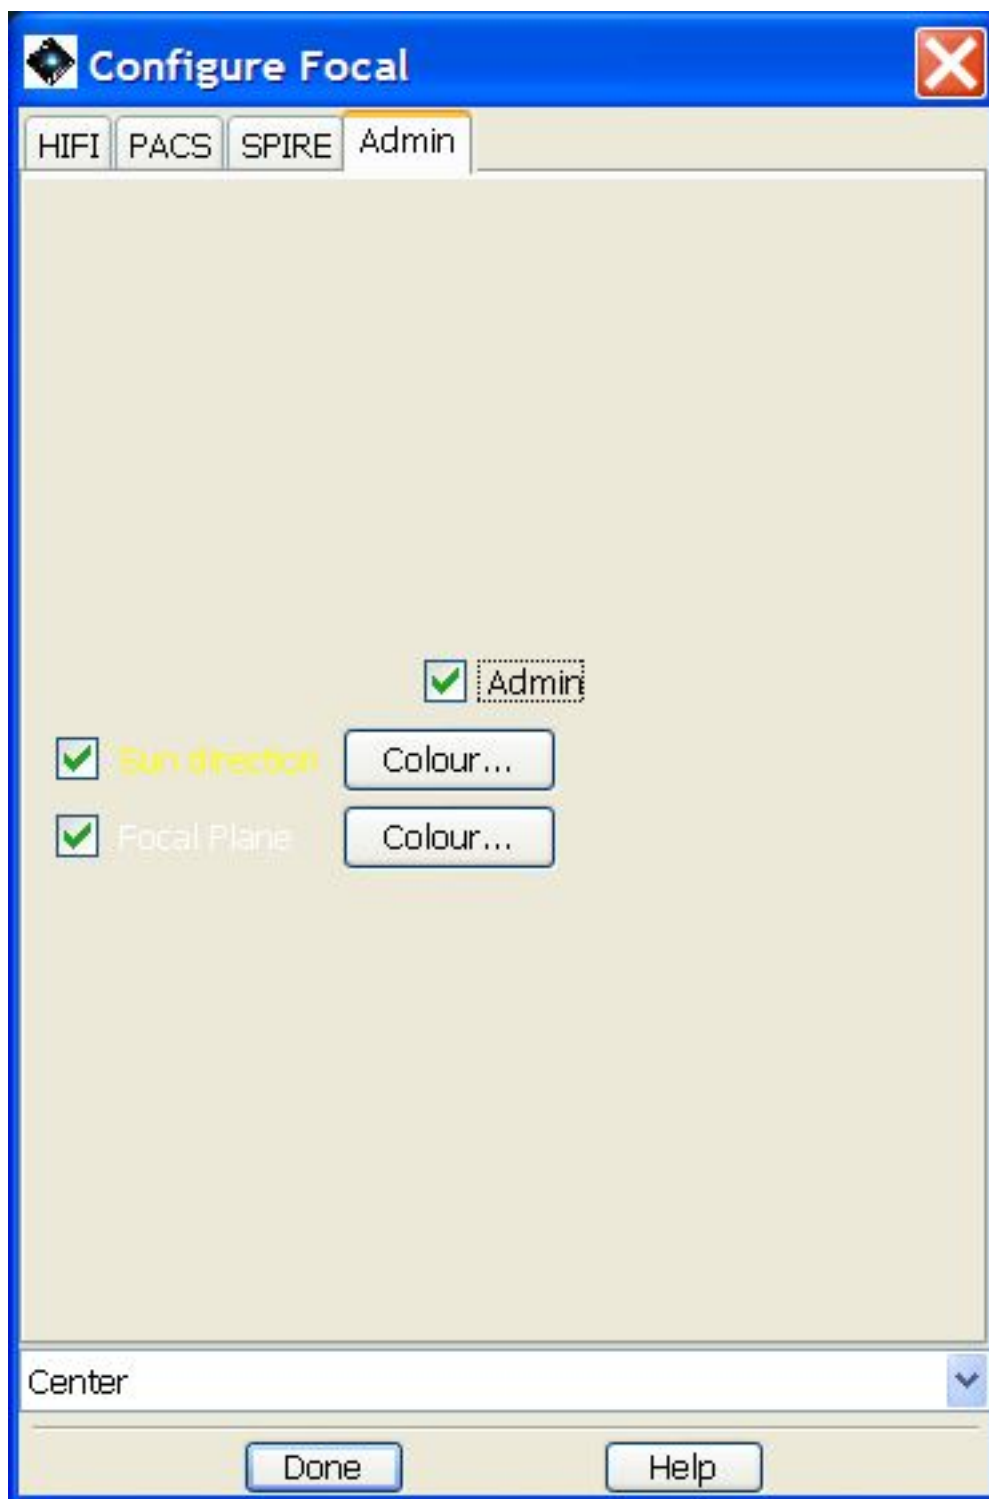 Configure Focal
HIFI PACS SPIRE Admin
Admin
Sun direction Colour...
Focal Plane Colour...
Center
Done Help